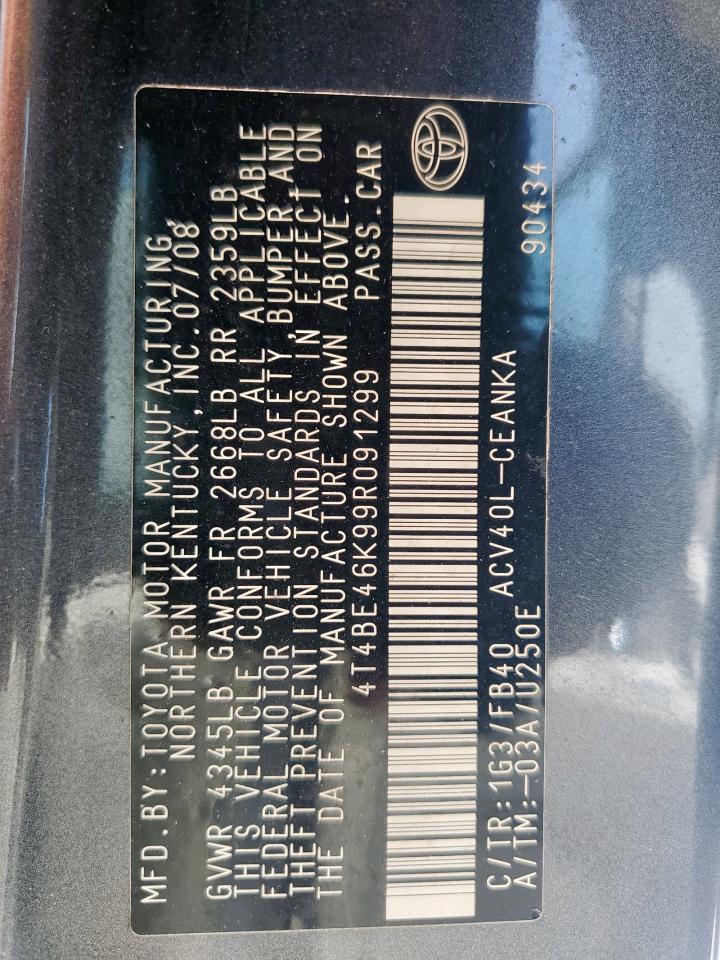 MFD.BY:TOYOTA MOTOR MANUFACTURING,
NORTHERN KENTUCKY,INC.07/08
GVWR 4345LB GAWR FR 2668LB RR 2359LB
THIS VEHICLE CONFORMS TO ALL APPLICABLE
FEDERAL MOTOR VEHICLE SAFETY,BUMPER,AND
THEFT PREVENTION STANDARDS IN EFFECT ON
THE DATE OF MANUFACTURE SHOWN ABOVE.
4T4BE46K99R091299 PASS.CAR
C/TR:1G3/FB40 ACV40L-CEANKA 90434
A/TM:-03A/U250E